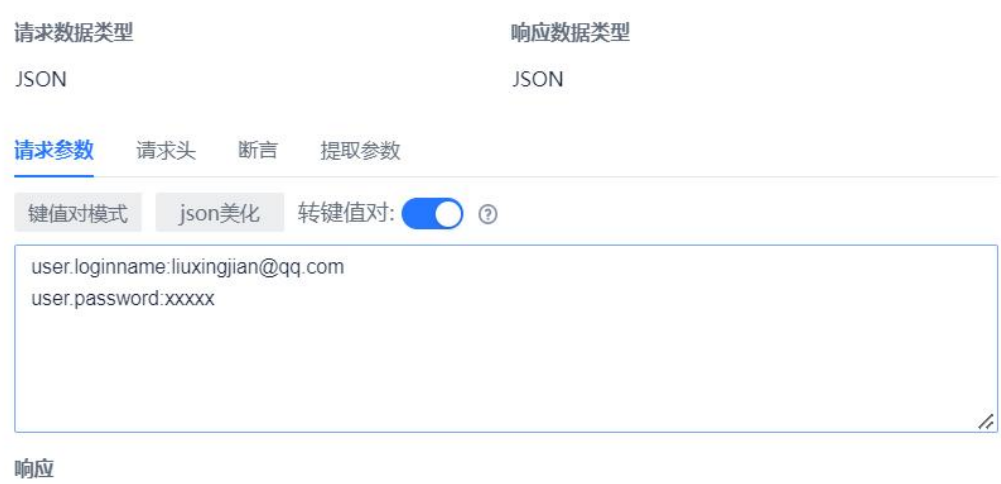 请求数据类型 响应数据类型
JSON JSON
请求参数 请求头 断言 提取参数
键值对模式 json美化 转键值对:
user.loginname:liuxingjian@qq.com
user.password:xxxxx
响应